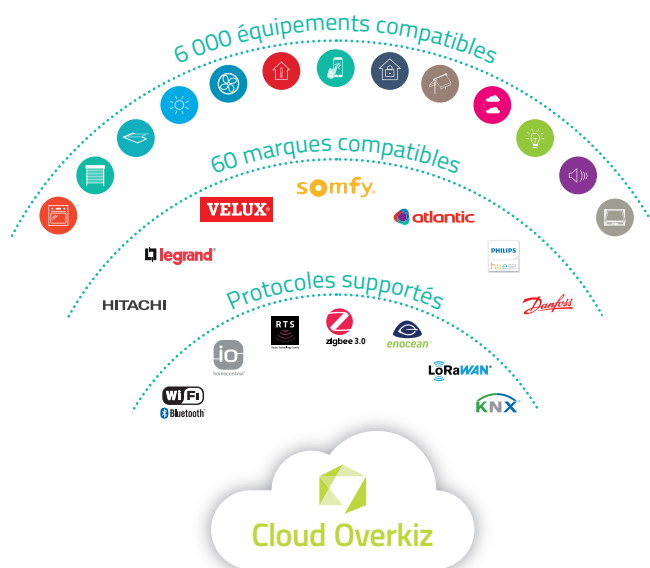 6 000 équipements compatibles
60 marques compatibles
somfy.
VELUX®
atlantic
legrand®
PHILIPS
hue
HITACHI
Danfoss
Protocoles supportés
RTS
zigbee 3.0
enocean®
io
homecontrol®
LoRaWAN®
WiFi
Bluetooth®
KNX®
Cloud Overkiz